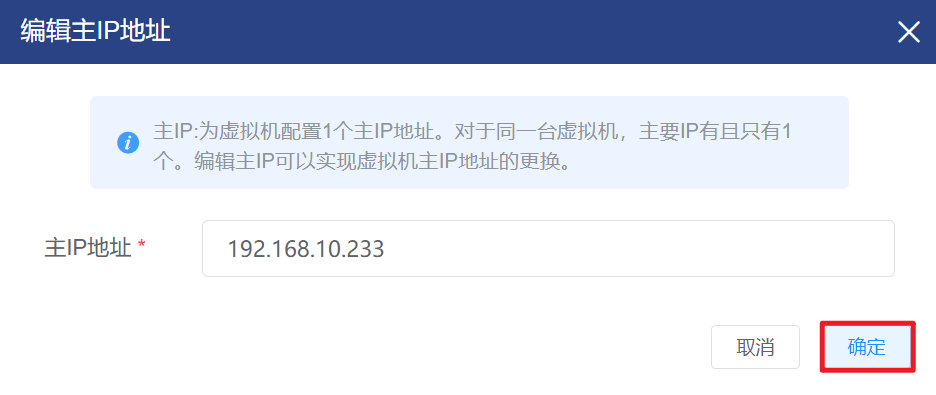 编辑主IP地址
主IP:为虚拟机配置1个主IP地址。对于同一台虚拟机，主要IP有且只有1
个。编辑主IP可以实现虚拟机主IP地址的更换。
主IP地址 *
192.168.10.233
取消
确定